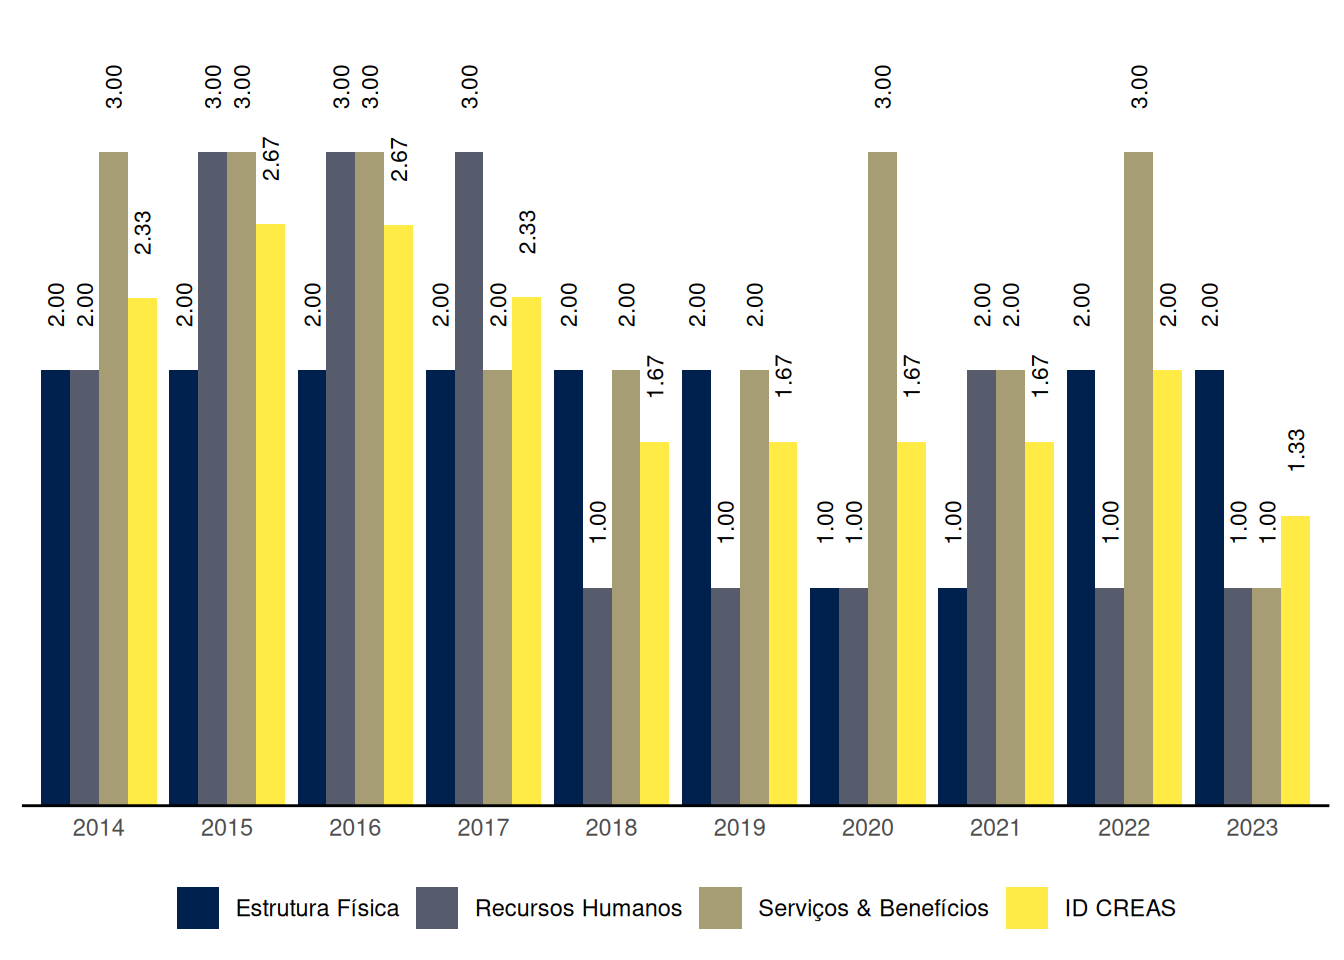 3.00 3.00 3.00 3.00 3.00 3.00 3.00 3.00
2.67 2.67
2.33 2.33
2.00 2.00 2.00 2.00 2.00 2.00 2.00 2.00 2.00 2.00 2.00 2.00 2.00 2.00 2.00
1.67 1.67 1.67 1.67
1.33
1.00 1.00 1.00 1.00 1.00 1.00 1.00 1.00
2014 2015 2016 2017 2018 2019 2020 2021 2022 2023
Estrutura Física Recursos Humanos Serviços & Benefícios ID CREAS